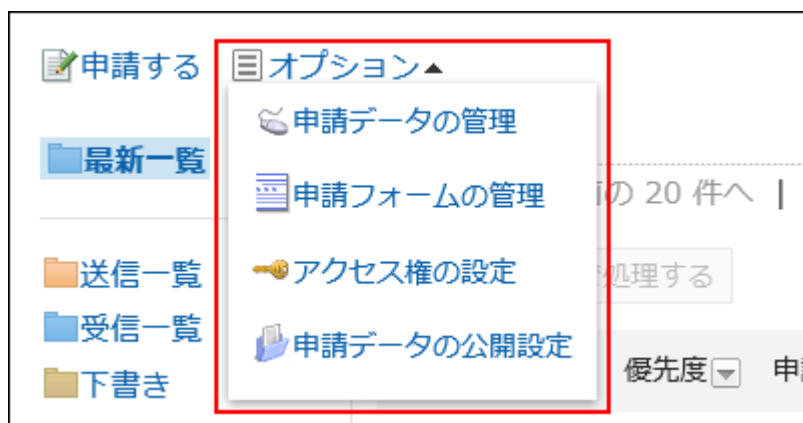 申請する オプション▲
申請データの管理
最新一覧
申請フォームの管理
の 20 件へ |
送信一覧
アクセス権の設定
処理する
受信一覧
申請データの公開設定
優先度
下書き